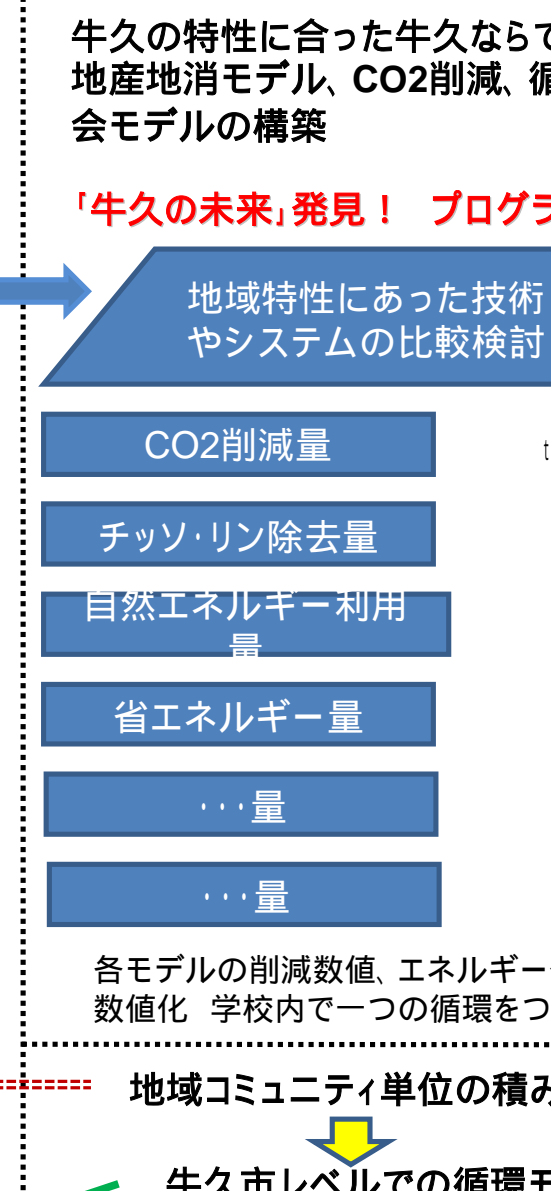 牛久の特性に合った牛久ならで
地産地消モデル、CO2削減、循
会モデルの構築
「牛久の未来」発見！　プログラ
地域特性にあった技術
やシステムの比較検討
t
CO2削減量
チッソ・リン除去量
自然エネルギー利用
量
省エネルギー量
・・・量
・・・量
各モデルの削減数値、エネルギー
数値化　学校内で一つの循環をつ
地域コミュニティ単位の積み
牛久市レベルでの循環モ